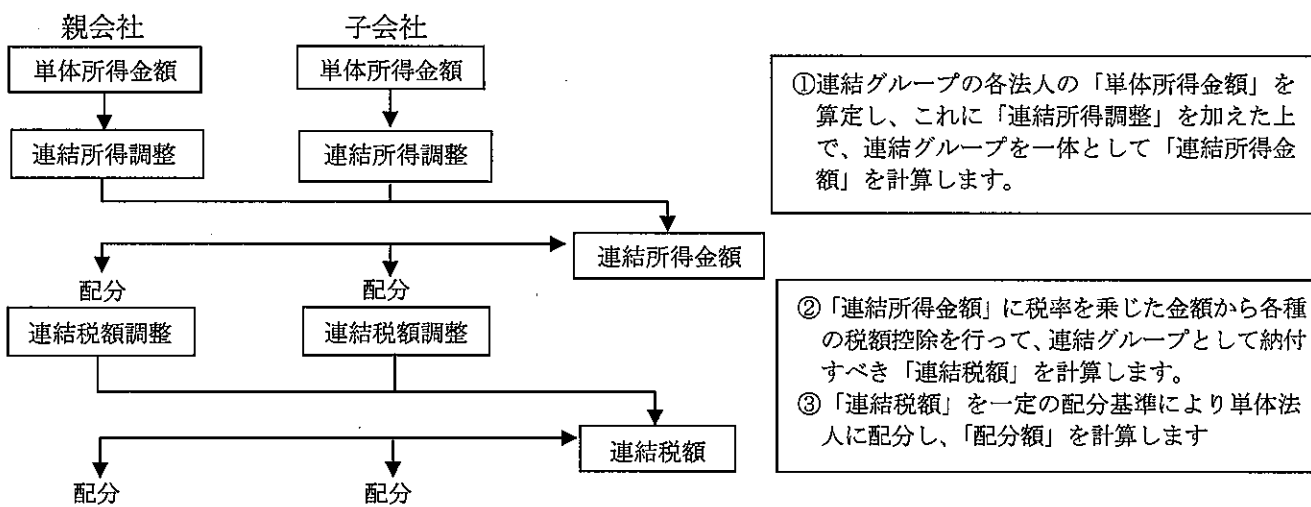 親会社
子会社
単体所得金額
単体所得金額
連結所得調整
連結所得調整
連結所得金額
配分
配分
連結税額調整
連結税額調整
連結税額
配分
配分
①連結グループの各法人の「単体所得金額」を
算定し、これに「連結所得調整」を加えた上
で、連結グループを一体として「連結所得金
額」を計算します。
②「連結所得金額」に税率を乗じた金額から各種
の税額控除を行って、連結グループとして納付
すべき「連結税額」を計算します。
③「連結税額」を一定の配分基準により単体法
人に配分し、「配分額」を計算します